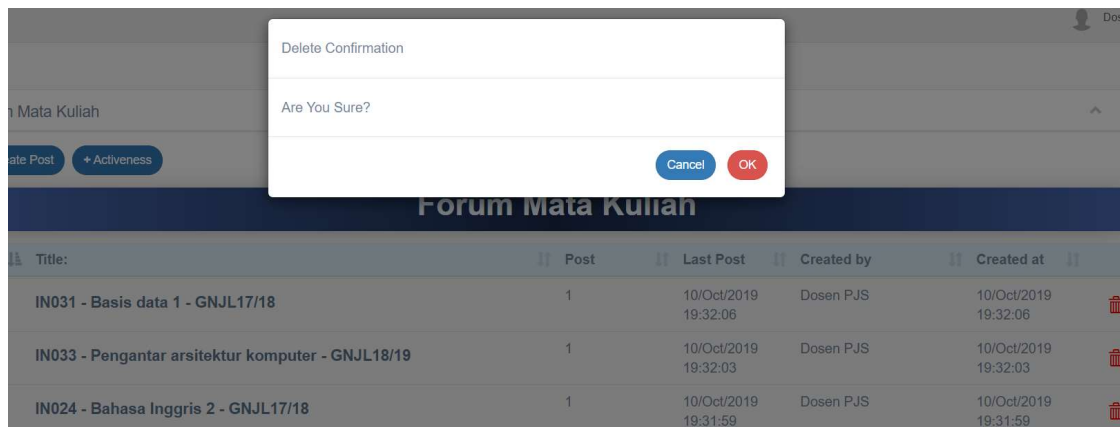 Dos
Delete Confirmation
Are You Sure?
Cancel OK
Mata Kuliah
Post + Activeness
Forum Mata Kuliah
Title: Post Last Post Created by Created at
IN031 - Basis data 1 - GNJL17/18 1 10/Oct/2019 Dosen PJS 10/Oct/2019
19:32:06 19:32:06
IN033 - Pengantar arsitektur komputer - GNJL18/19 1 10/Oct/2019 Dosen PJS 10/Oct/2019
19:32:03 19:32:03
IN024 - Bahasa Inggris 2 - GNJL17/18 1 10/Oct/2019 Dosen PJS 10/Oct/2019
19:31:59 19:31:59